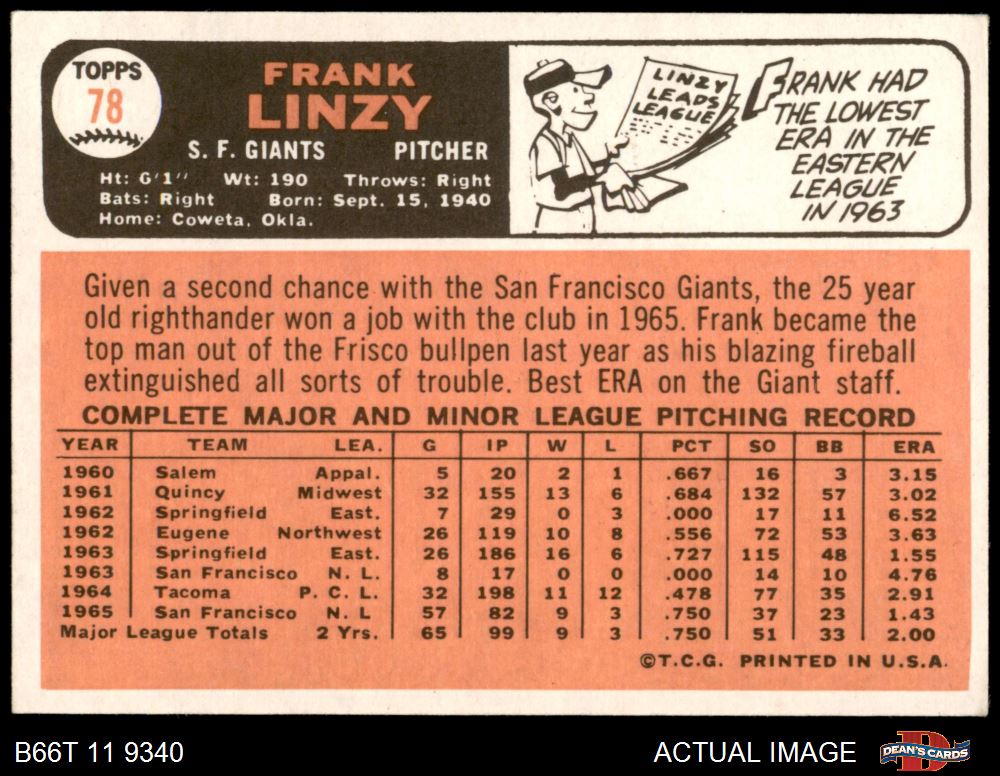 TOPPS
78
FRANK
LINZY
S. F. GIANTS PITCHER
Ht: 6'1" Wt: 190 Throws: Right
Bats: Right Born: Sept. 15, 1940
Home: Coweta, Okla.
LINZY
LEADS
LEAGUE
FRANK HAD
THE LOWEST
ERA IN THE
EASTERN
LEAGUE
IN 1963
Given a second chance with the San Francisco Giants, the 25 year
old righthander won a job with the club in 1965. Frank became the
top man out of the Frisco bullpen last year as his blazing fireball
extinguished all sorts of trouble. Best ERA on the Giant staff.
COMPLETE MAJOR AND MINOR LEAGUE PITCHING RECORD
YEAR TEAM LEA. G IP W L PCT SO BB ERA
1960 Salem Appal. 5 20 2 1 .667 16 3 3.15
1961 Quincy Midwest 32 155 13 6 .684 132 57 3.02
1962 Springfield East. 7 29 0 3 .000 17 11 6.52
1962 Eugene Northwest 26 119 10 8 .556 72 53 3.63
1963 Springfield East. 26 186 16 6 .727 115 48 1.55
1963 San Francisco N. L. 8 17 0 0 .000 14 10 4.76
1964 Tacoma P. C. L. 32 198 11 12 .478 77 35 2.91
1965 San Francisco N. L 57 82 9 3 .750 37 23 1.43
Major League Totals 2 Yrs. 65 99 9 3 .750 51 33 2.00
©T.C.G. PRINTED IN U.S.A.
B66T 11 9340 ACTUAL IMAGE DEAN'S CARDS